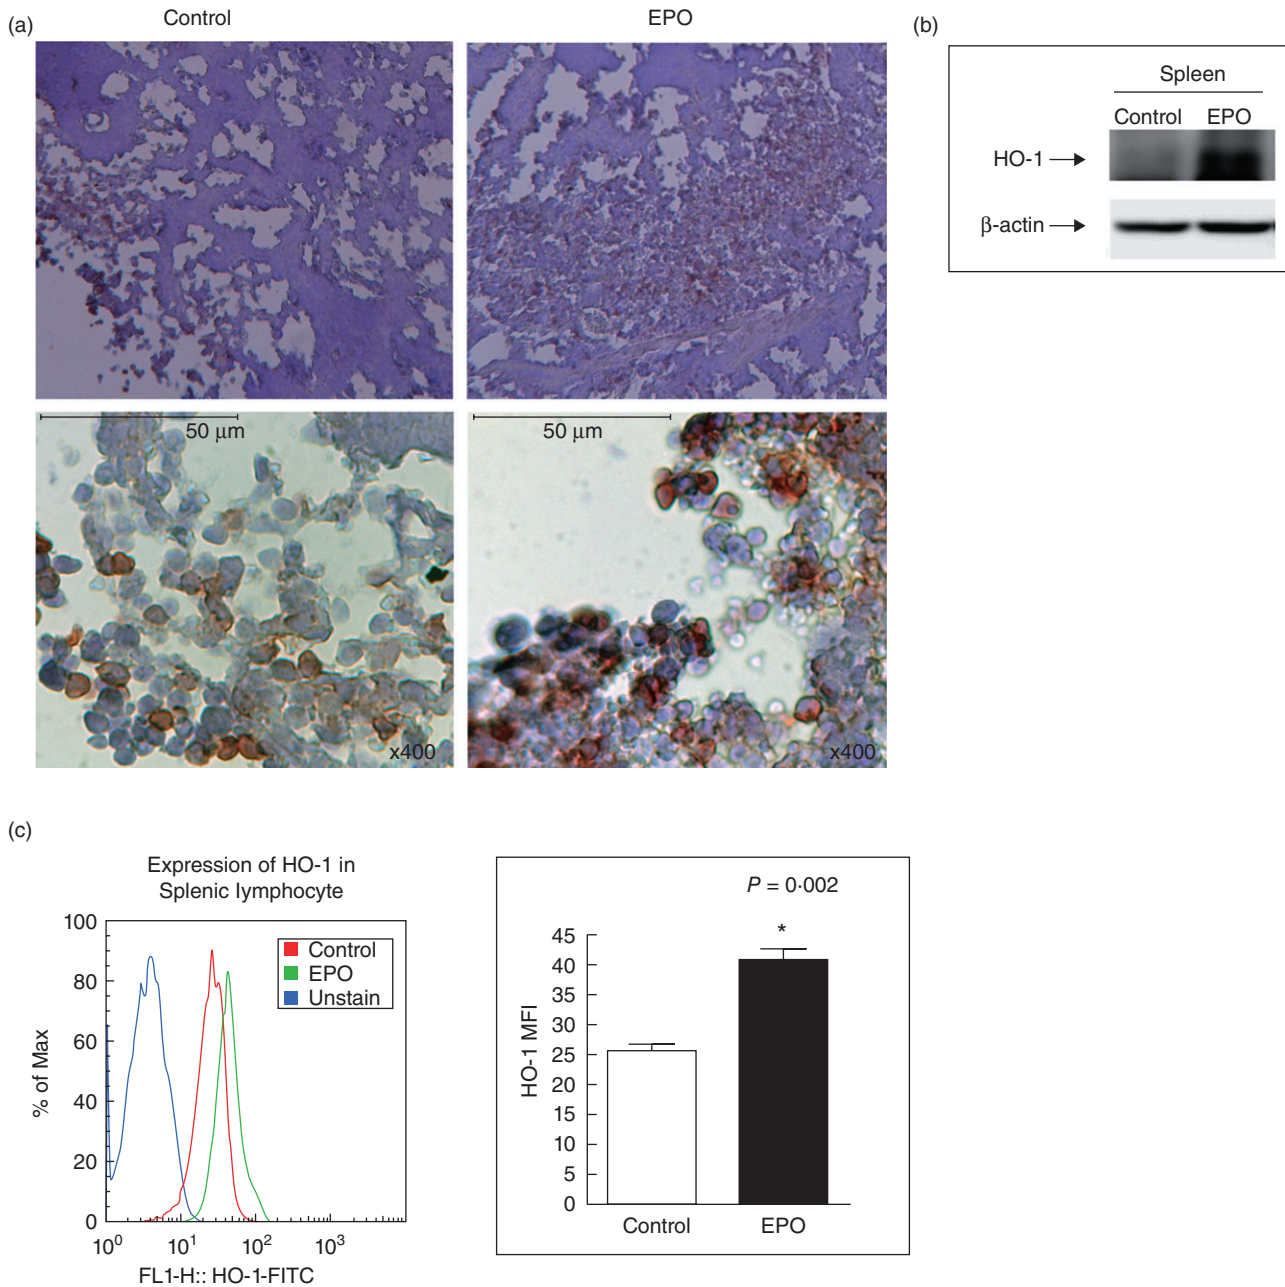 (a)
Control
EPO
50 μm
50 μm
x400
x400
(b)
Spleen
Control EPO
HO-1
β-actin
(c)
Expression of HO-1 in
Splenic lymphocyte
% of Max
100
80
60
40
20
0
Control
EPO
Unstain
10⁰ 10¹ 10² 10³
FL1-H:: HO-1-FITC
P = 0·002
*
HO-1 MFI
45
40
35
30
25
20
15
10
5
0
Control EPO